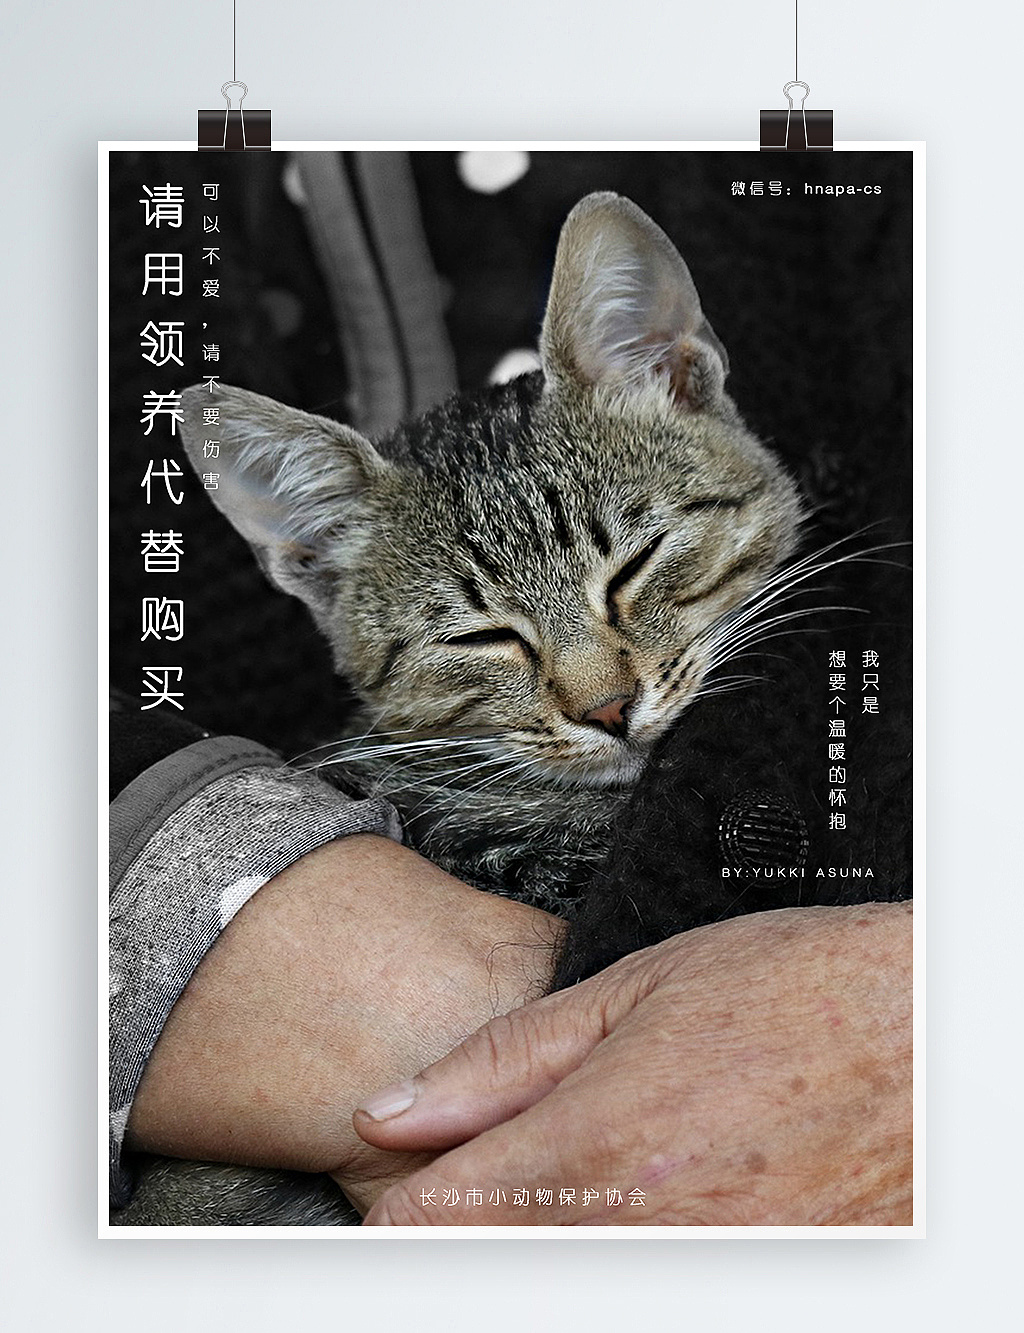 请用领养代替购买
可以不爱，请不要伤害
微信号：hnapa-cs
我只是
想要个温暖的怀抱
BY:YUKKI ASUNA
长沙市小动物保护协会